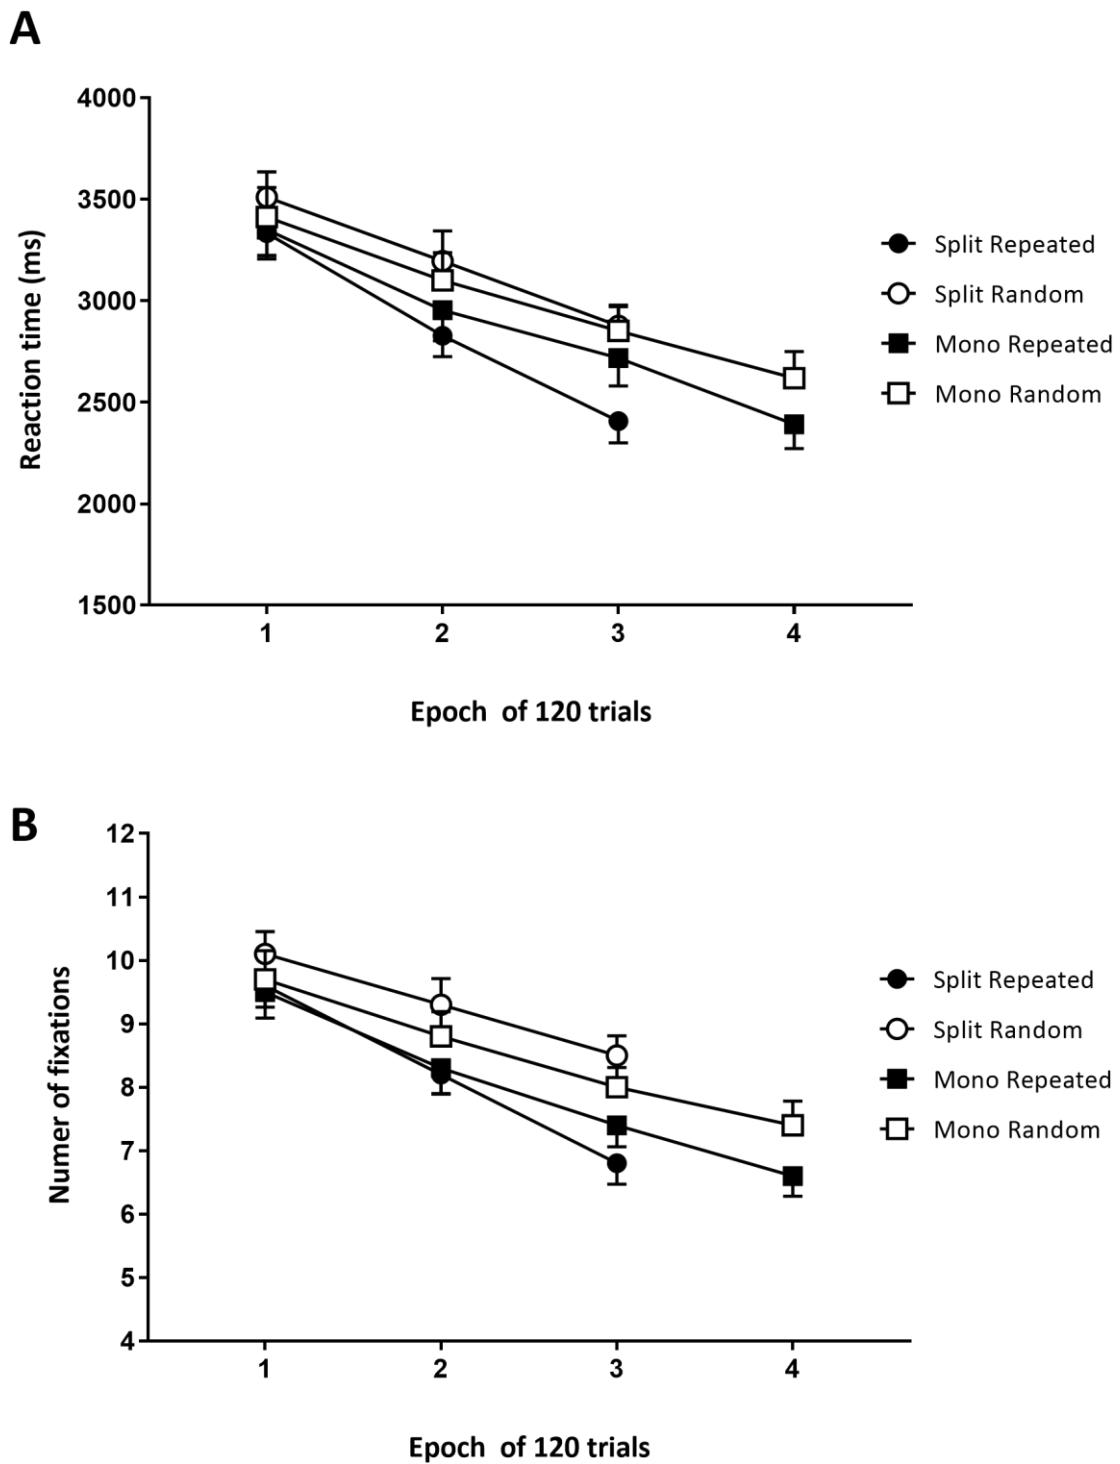 A
4000
3500
3000
2500
2000
1500
Reaction time (ms)
1
2
3
4
Epoch of 120 trials
Split Repeated
Split Random
Mono Repeated
Mono Random
B
12
11
10
9
8
7
6
5
4
Numer of fixations
1
2
3
4
Epoch of 120 trials
Split Repeated
Split Random
Mono Repeated
Mono Random